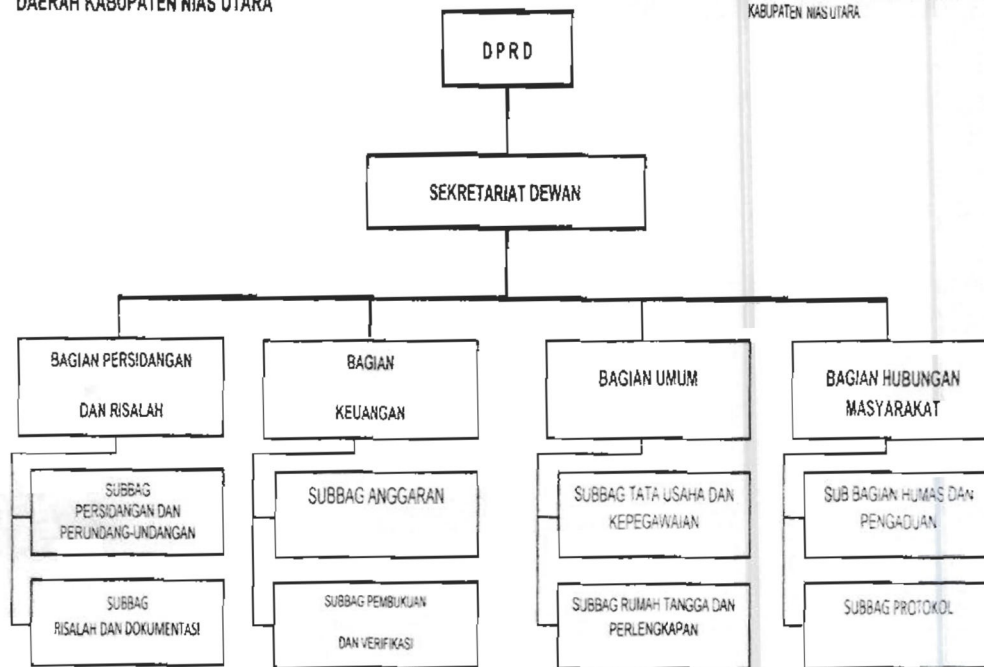 DAERAH KABUPATEN NIAS UTARA
KABUPATEN NIAS UTARA
DPRD
SEKRETARIAT DEWAN
BAGIAN PERSIDANGAN
DAN RISALAH
BAGIAN
KEUANGAN
BAGIAN UMUM
BAGIAN HUBUNGAN
MASYARAKAT
SUBBAG
PERSIDANGAN DAN
PERUNDANG-UNDANGAN
SUBBAG ANGGARAN
SUBBAG TATA USAHA DAN
KEPEGAWAIAN
SUB BAGIAN HUMAS DAN
PENGADUAN
SUBBAG
RISALAH DAN DOKUMENTASI
SUBBAG PEMBUKUAN
DAN VERIFIKASI
SUBBAG RUMAH TANGGA DAN
PERLENGKAPAN
SUBBAG PROTOKOL